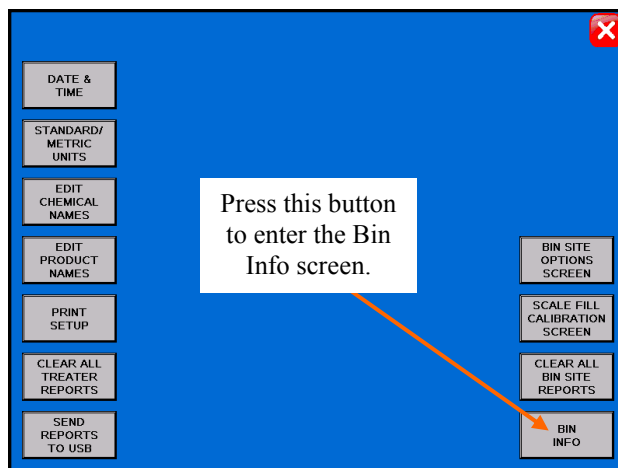 DATE &
TIME
STANDARD/
METRIC
UNITS
EDIT
CHEMICAL
NAMES
EDIT
PRODUCT
NAMES
PRINT
SETUP
CLEAR ALL
TREATER
REPORTS
SEND
REPORTS
TO USB
Press this button
to enter the Bin
Info screen.
BIN SITE
OPTIONS
SCREEN
SCALE FILL
CALIBRATION
SCREEN
CLEAR ALL
BIN SITE
REPORTS
BIN
INFO